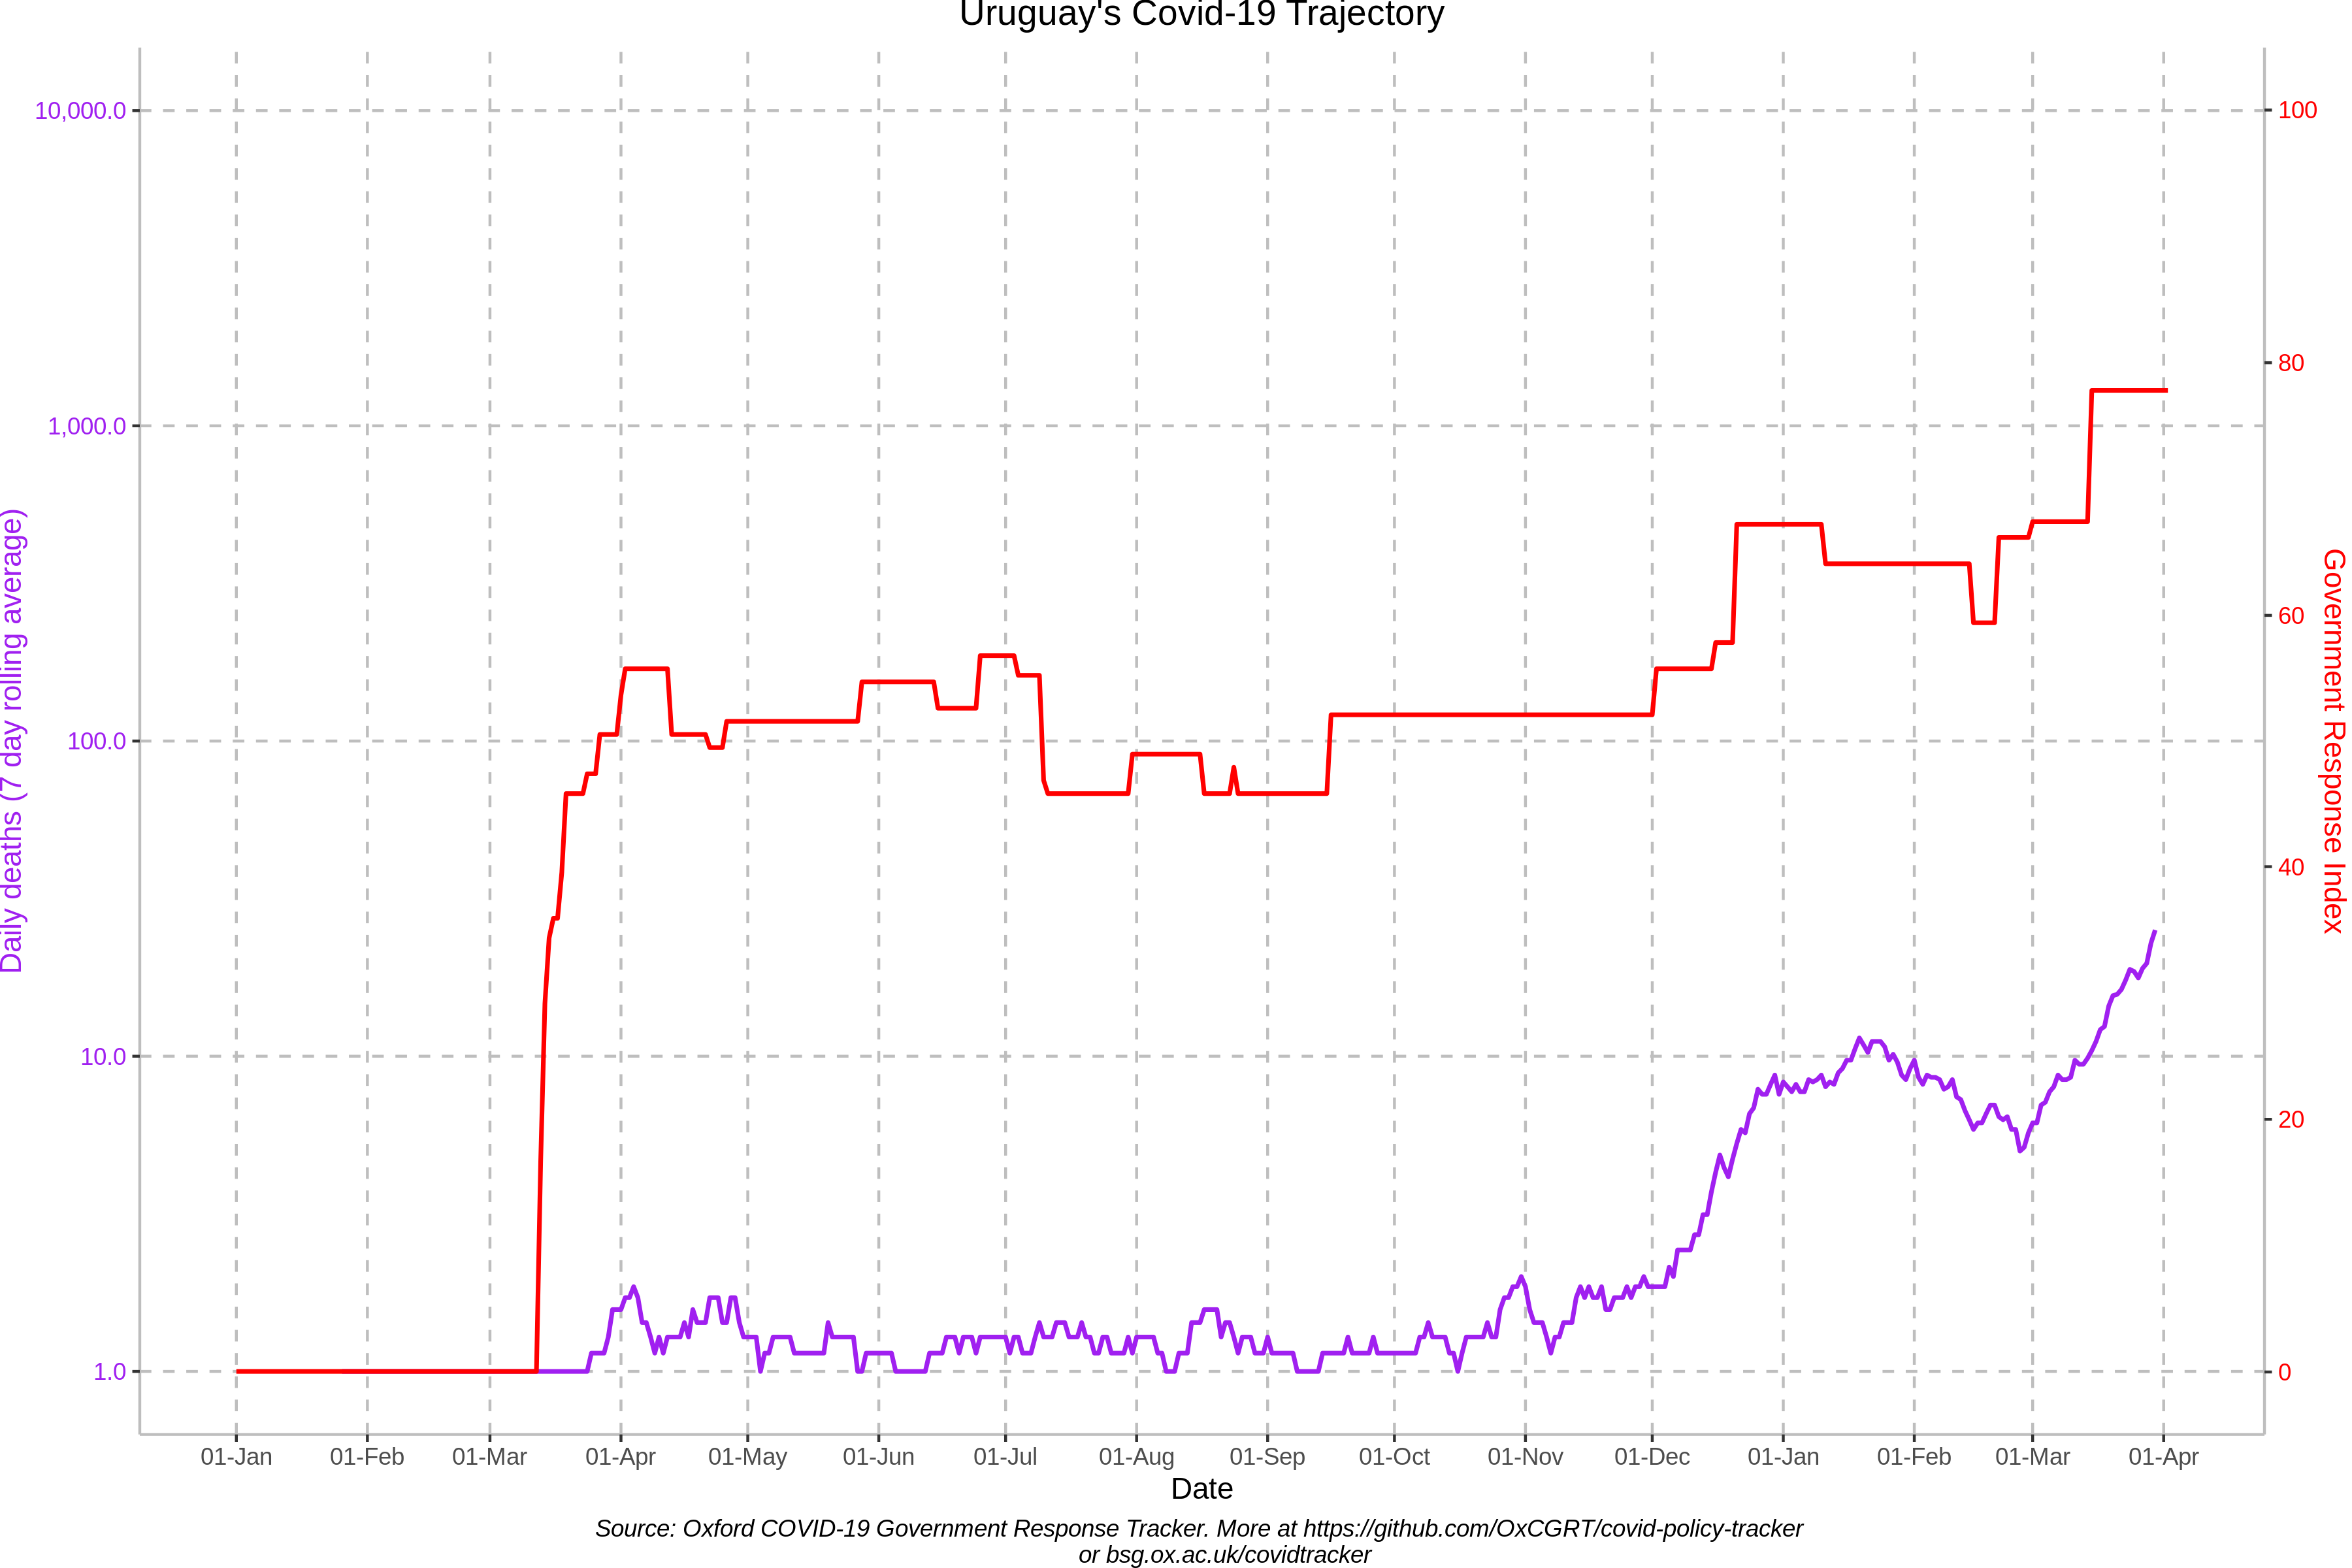 Uruguay's Covid-19 Trajectory
10,000.0
1,000.0
100.0
10.0
1.0
Daily deaths (7 day rolling average)
100
80
60
40
20
0
Government Response Index
01-Jan 01-Feb 01-Mar 01-Apr 01-May 01-Jun 01-Jul 01-Aug 01-Sep 01-Oct 01-Nov 01-Dec 01-Jan 01-Feb 01-Mar 01-Apr
Date
Source: Oxford COVID-19 Government Response Tracker. More at https://github.com/OxCGRT/covid-policy-tracker
or bsg.ox.ac.uk/covidtracker